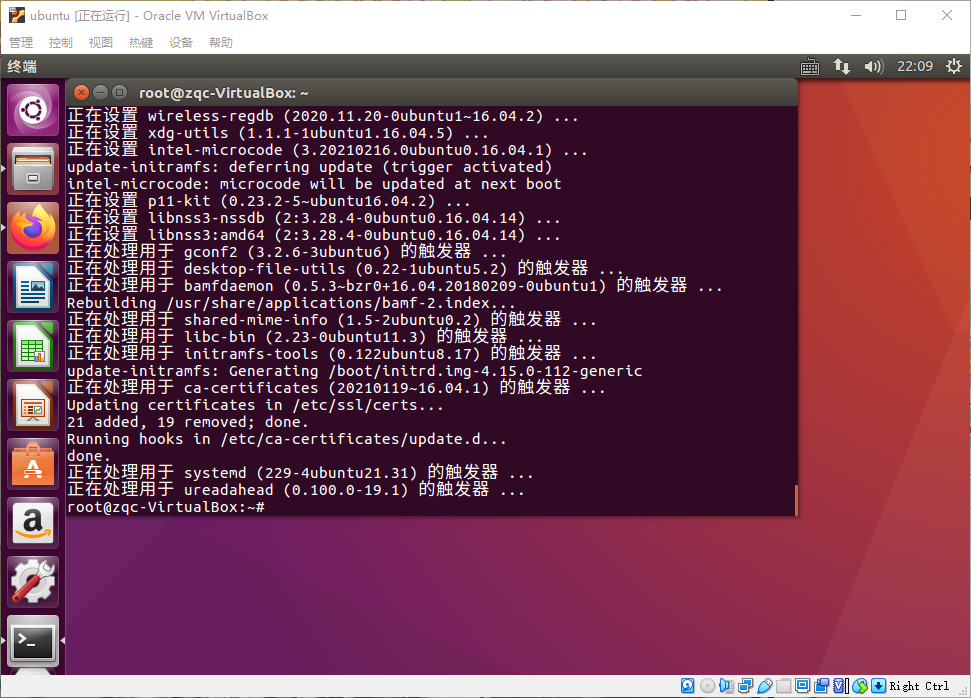 ubuntu [正在运行] - Oracle VM VirtualBox
管理 控制 视图 热键 设备 帮助
终端 22:09
root@zqc-VirtualBox: ~
正在设置 wireless-regdb (2020.11.20-0ubuntu1~16.04.2) ...
正在设置 xdg-utils (1.1.1-1ubuntu1.16.04.5) ...
正在设置 intel-microcode (3.20210216.0ubuntu0.16.04.1) ...
update-initramfs: deferring update (trigger activated)
intel-microcode: microcode will be updated at next boot
正在设置 p11-kit (0.23.2-5~ubuntu16.04.2) ...
正在设置 libnss3-nssdb (2:3.28.4-0ubuntu0.16.04.14) ...
正在设置 libnss3:amd64 (2:3.28.4-0ubuntu0.16.04.14) ...
正在处理用于 gconf2 (3.2.6-3ubuntu6) 的触发器 ...
正在处理用于 desktop-file-utils (0.22-1ubuntu5.2) 的触发器 ...
正在处理用于 bamfdaemon (0.5.3~bzr0+16.04.20180209-0ubuntu1) 的触发器 ...
Rebuilding /usr/share/applications/bamf-2.index...
正在处理用于 shared-mime-info (1.5-2ubuntu0.2) 的触发器 ...
正在处理用于 libc-bin (2.23-0ubuntu11.3) 的触发器 ...
正在处理用于 initramfs-tools (0.122ubuntu8.17) 的触发器 ...
update-initramfs: Generating /boot/initrd.img-4.15.0-112-generic
正在处理用于 ca-certificates (20210119~16.04.1) 的触发器 ...
Updating certificates in /etc/ssl/certs...
21 added, 19 removed; done.
Running hooks in /etc/ca-certificates/update.d...
done.
正在处理用于 systemd (229-4ubuntu21.31) 的触发器 ...
正在处理用于 ureadahead (0.100.0-19.1) 的触发器 ...
root@zqc-VirtualBox:~#
Right Ctrl